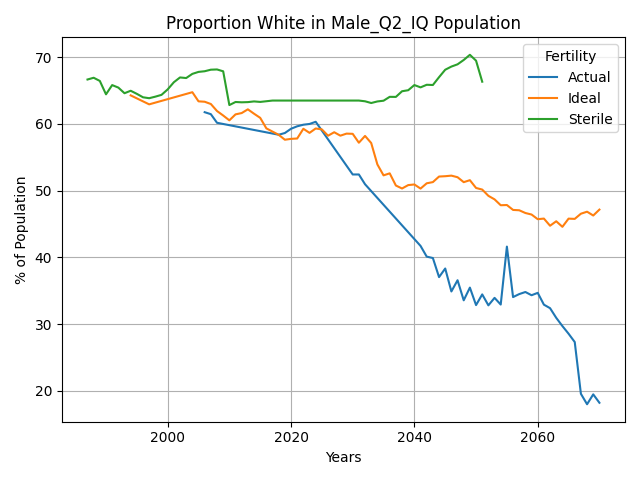 Proportion White in Male_Q2_IQ Population
Fertility
Actual
Ideal
Sterile
% of Population
70
60
50
40
30
20
2000
2020
2040
2060
Years